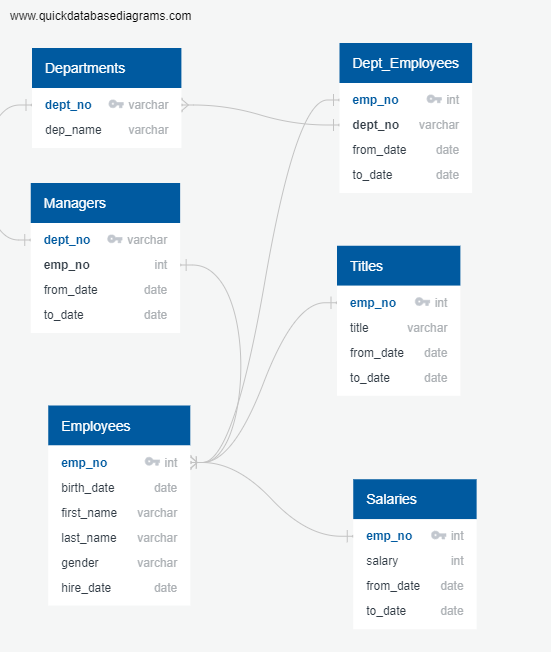 www.quickdatabasediagrams.com
Departments
dept_no varchar
dep_name varchar
Dept_Employees
emp_no int
dept_no varchar
from_date date
to_date date
Managers
dept_no varchar
emp_no int
from_date date
to_date date
Titles
emp_no int
title varchar
from_date date
to_date date
Employees
emp_no int
birth_date date
first_name varchar
last_name varchar
gender varchar
hire_date date
Salaries
emp_no int
salary int
from_date date
to_date date